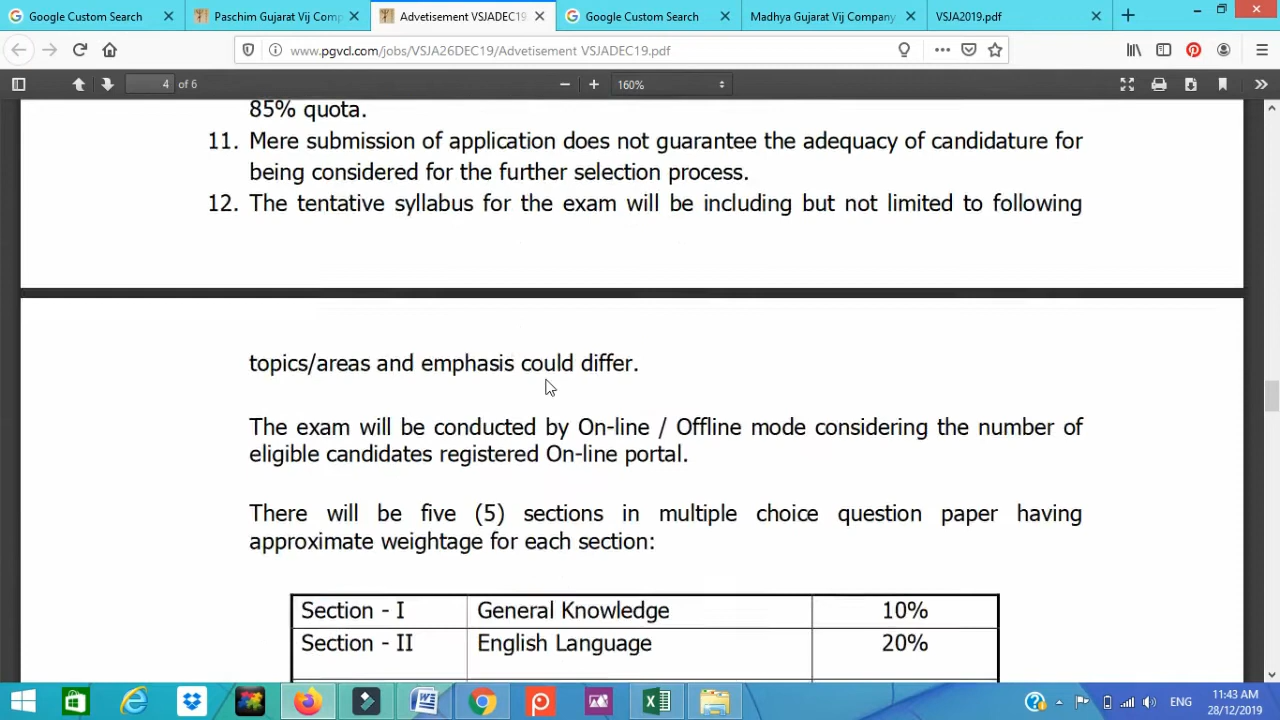 Google Custom Search
Paschim Gujarat Vij Comp
Advetisement VSJADEC19
Google Custom Search
Madhya Gujarat Vij Company
VSJA2019.pdf
www.pgvcl.com/jobs/VSJA26DEC19/Advetisement VSJADEC19.pdf
4 of 6
160%
85% quota.
11. Mere submission of application does not guarantee the adequacy of candidature for
being considered for the further selection process.
12. The tentative syllabus for the exam will be including but not limited to following
topics/areas and emphasis could differ.
The exam will be conducted by On-line / Offline mode considering the number of
eligible candidates registered On-line portal.
There will be five (5) sections in multiple choice question paper having
approximate weightage for each section:
Section - I General Knowledge 10%
Section - II English Language 20%
ENG
11:43 AM
28/12/2019